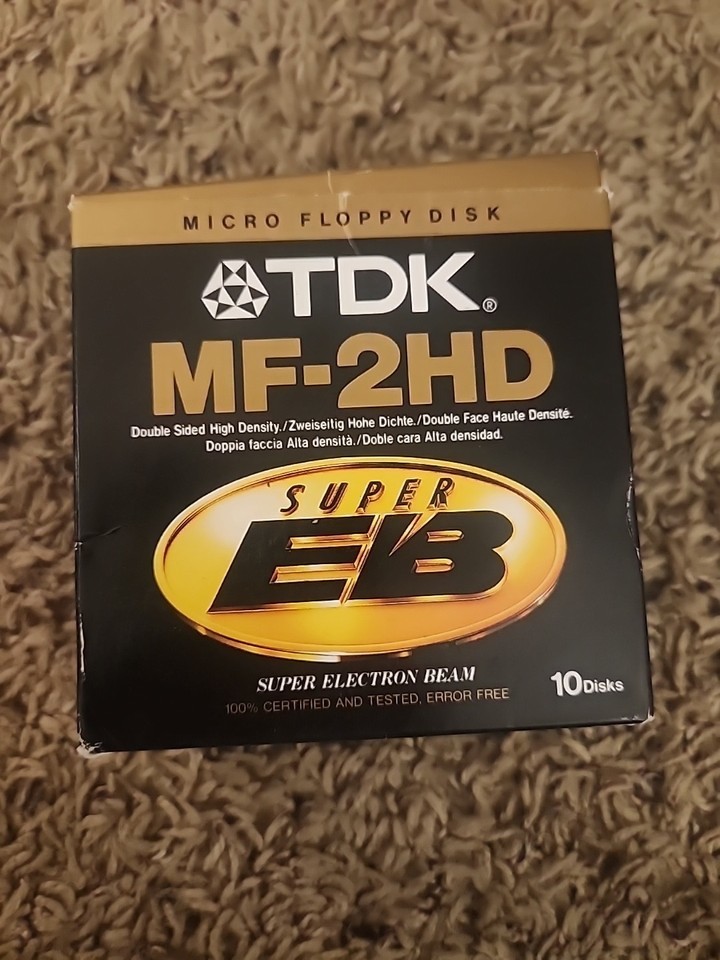 MICRO FLOPPY DISK
TDK®
MF-2HD
Double Sided High Density./Zweiseitig Hohe Dichte./Double Face Haute Densité.
Doppia faccia Alta densità./Doble cara Alta densidad.
SUPER
EB
SUPER ELECTRON BEAM
10Disks
100% CERTIFIED AND TESTED, ERROR FREE